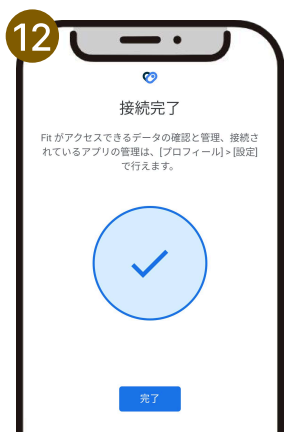 12
接続完了
Fit がアクセスできるデータの確認と管理、接続さ
れているアプリの管理は、[プロフィール] > [設定]
で行えます。
完了